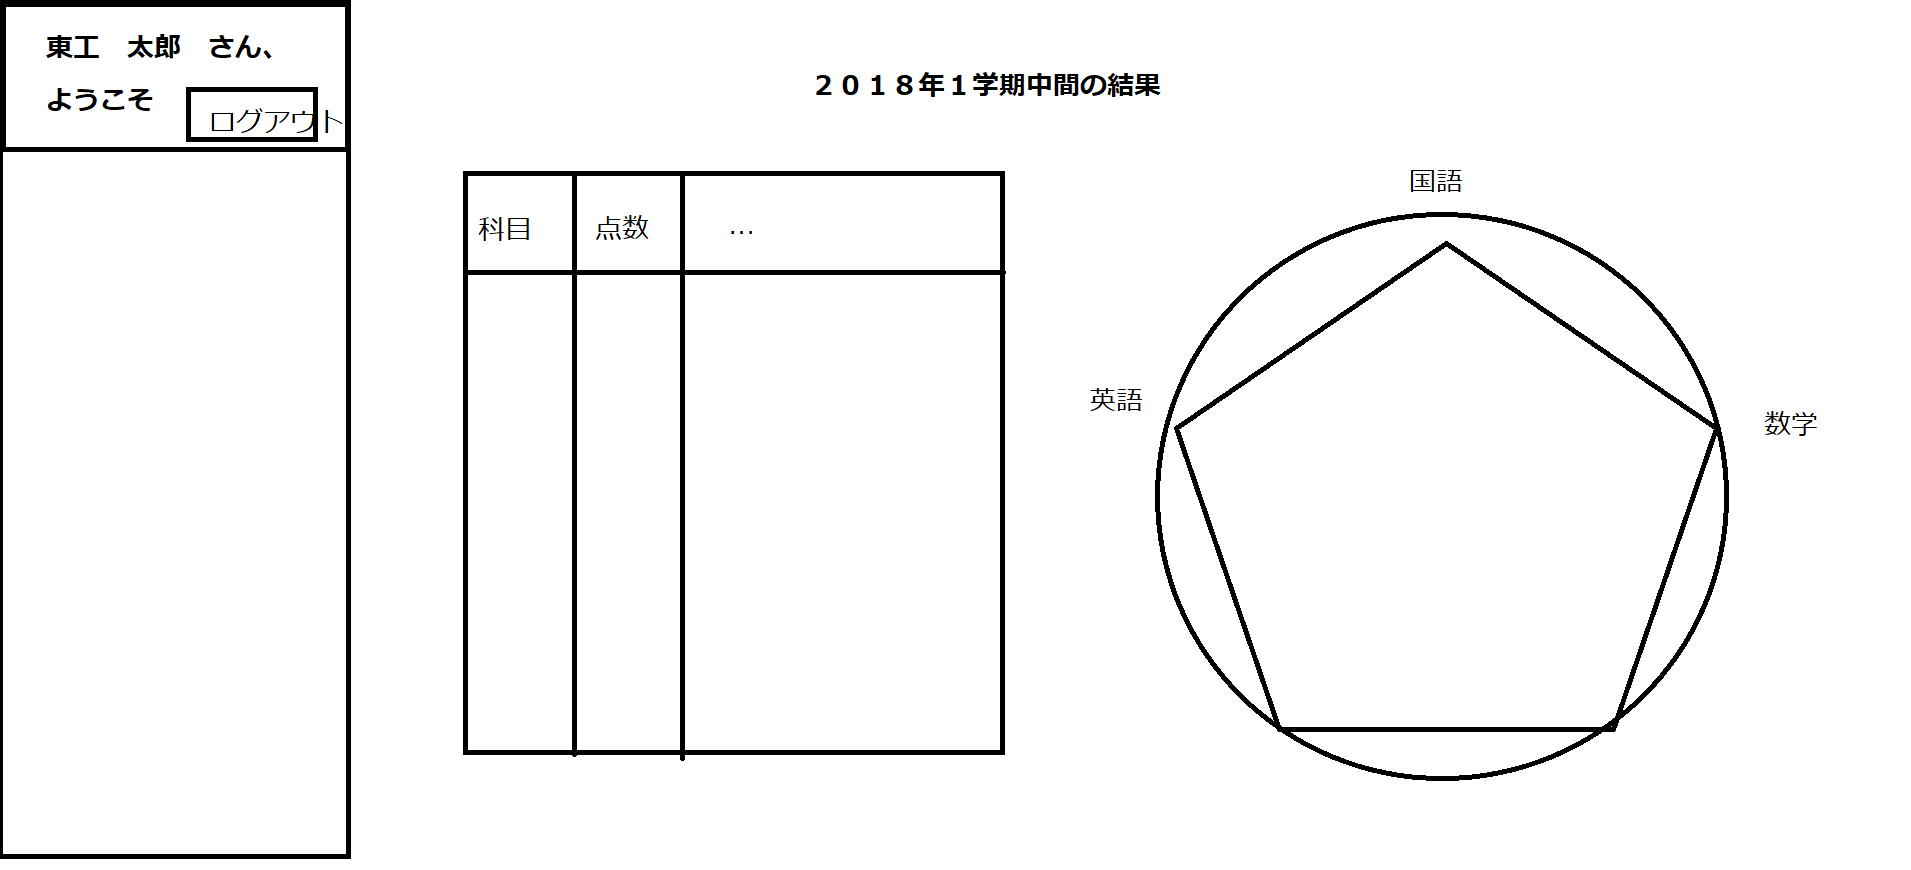 東工　太郎　さん、
ようこそ
ログアウト
２０１８年１学期中間の結果
科目
点数
…
国語
英語
数学